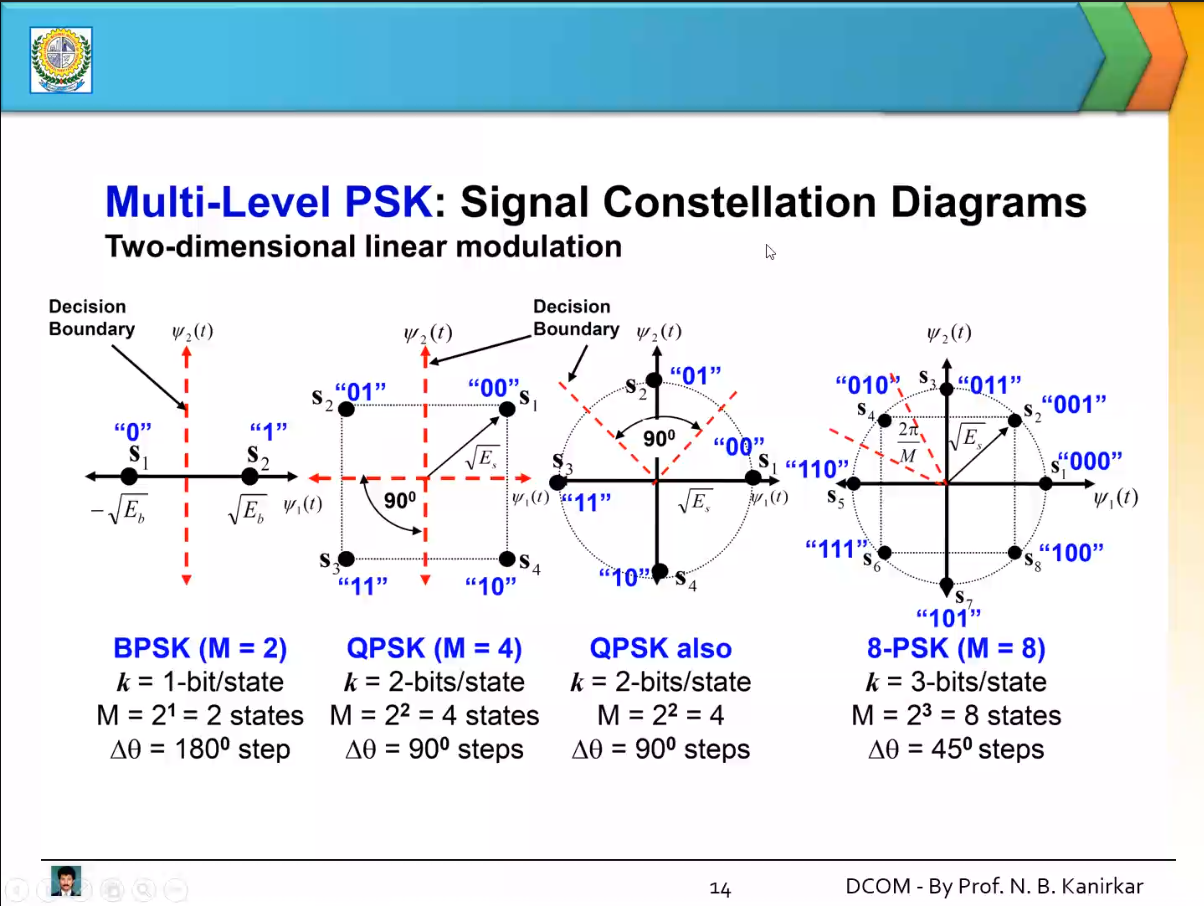 Multi-Level PSK: Signal Constellation Diagrams
Two-dimensional linear modulation
Decision
Boundary
ψ₂(t)
“0”
s₁
“1”
s₂
−√E_b
√E_b
ψ₁(t)
ψ₂(t)
s₂ “01”
“00” s₁
√E_s
90⁰
ψ₁(t)
s₃ “11”
“10” s₄
Decision
Boundary
ψ₂(t)
s₂ “01”
90⁰
“00” s₁
s₃ “11”
√E_s
ψ₁(t)
“10” s₄
ψ₂(t)
“010” s₃ “011”
s₄
s₂ “001”
2π/M
√E_s
“110” s₅
s₁ “000”
ψ₁(t)
“111” s₆
s₈ “100”
s₇
“101”
BPSK (M = 2)
k = 1-bit/state
M = 2¹ = 2 states
Δθ = 180⁰ step
QPSK (M = 4)
k = 2-bits/state
M = 2² = 4 states
Δθ = 90⁰ steps
QPSK also
k = 2-bits/state
M = 2² = 4
Δθ = 90⁰ steps
8-PSK (M = 8)
k = 3-bits/state
M = 2³ = 8 states
Δθ = 45⁰ steps
14
DCOM - By Prof. N. B. Kanirkar